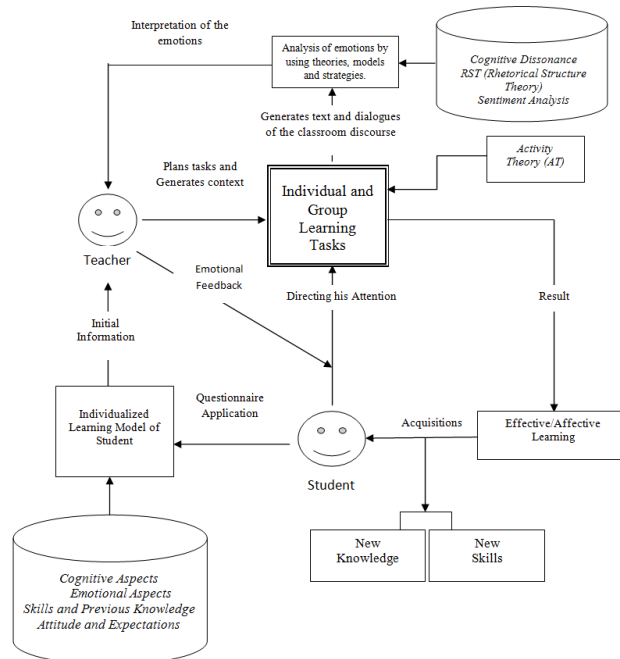 Interpretation of the
emotions
Analysis of emotions by
using theories, models
and strategies.
Cognitive Dissonance
RST (Rhetorical Structure
Theory)
Sentiment Analysis
Generates text and dialogues
of the classroom discourse
Activity
Theory (AT)
Plans tasks and
Generates context
Individual and
Group
Learning
Tasks
Teacher
Emotional
Feedback
Directing his Attention
Result
Initial
Information
Individualized
Learning Model of
Student
Questionnaire
Application
Student
Acquisitions
Effective/Affective
Learning
New
Knowledge
New
Skills
Cognitive Aspects
Emotional Aspects
Skills and Previous Knowledge
Attitude and Expectations